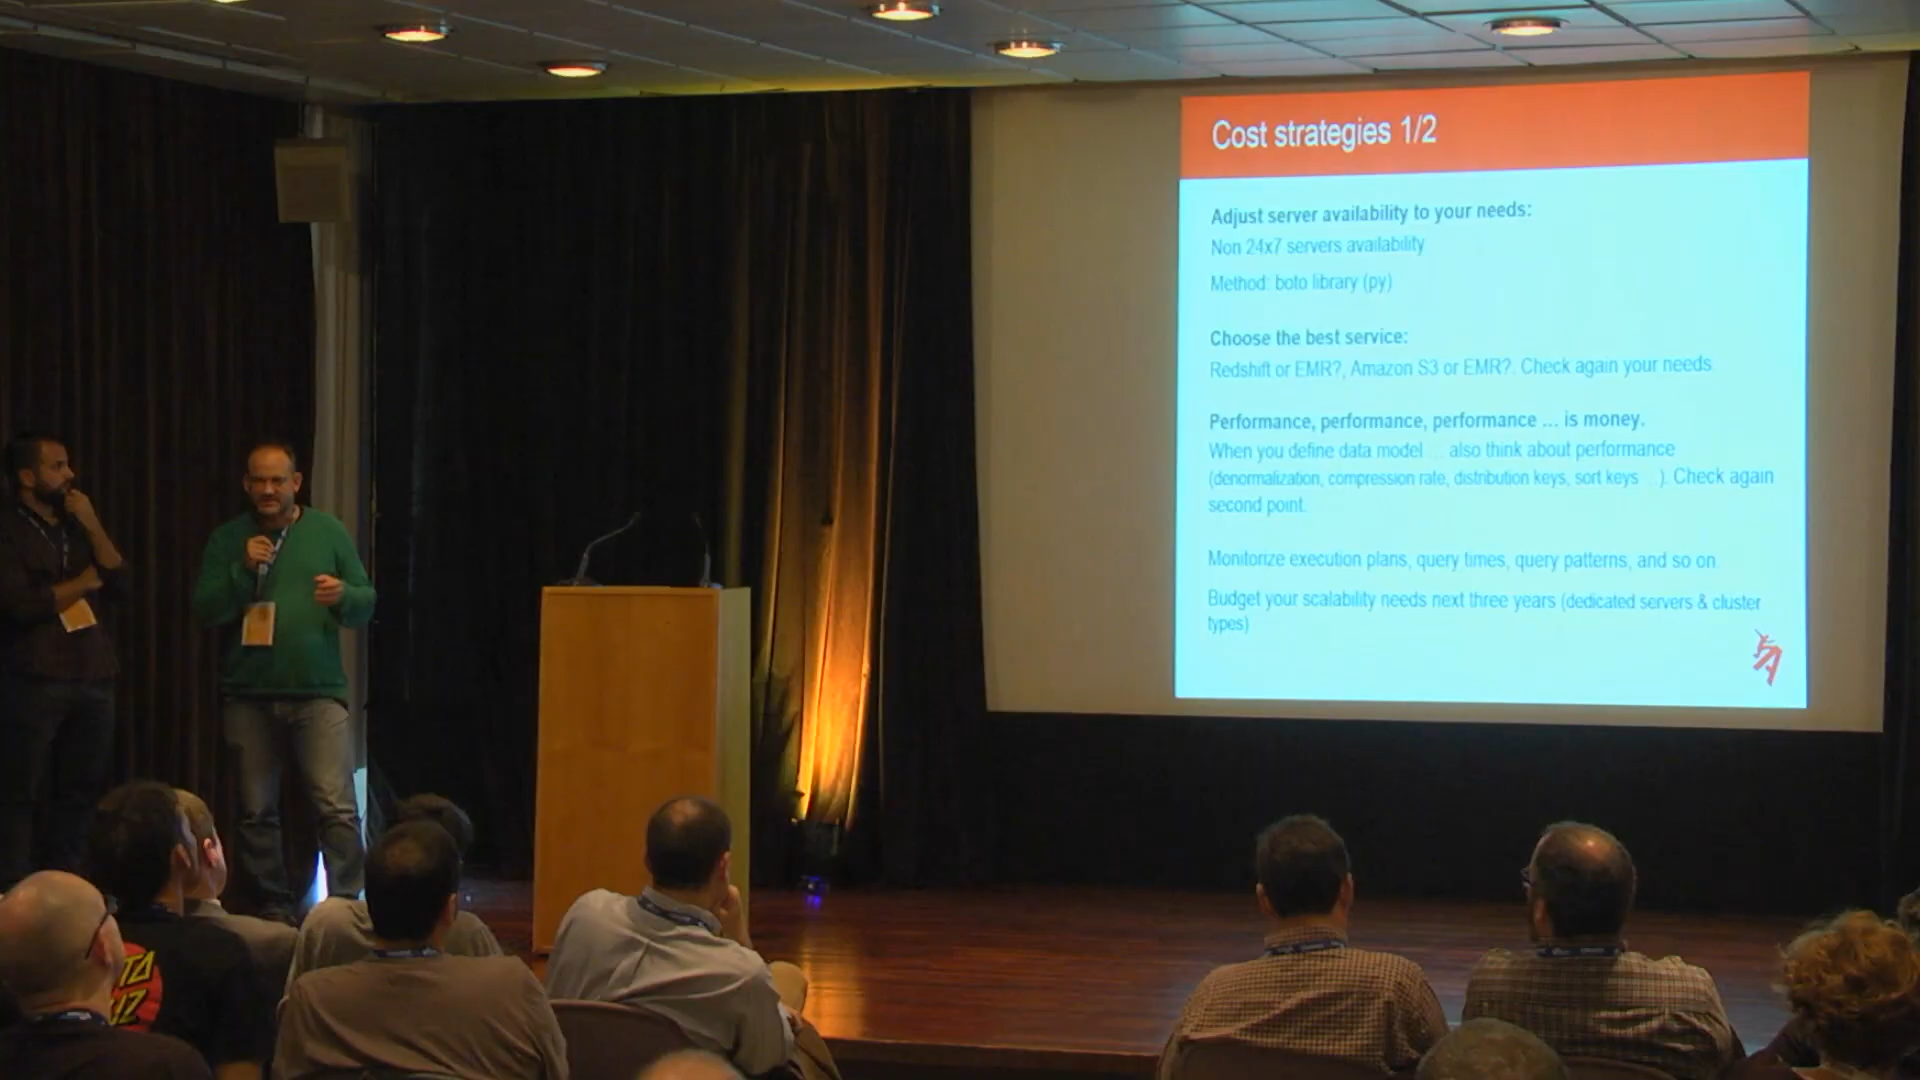 Cost strategies 1/2
Adjust server availability to your needs:
Non 24x7 servers availability
Method: boto library (py)
Choose the best service:
Redshift or EMR?, Amazon S3 or EMR?. Check again your needs
Performance, performance, performance ... is money.
When you define data model ... also think about performance
(denormalization, compression rate, distribution keys, sort keys ...). Check again
second point.
Monitorize execution plans, query times, query patterns, and so on
Budget your scalability needs next three years (dedicated servers & cluster
types)